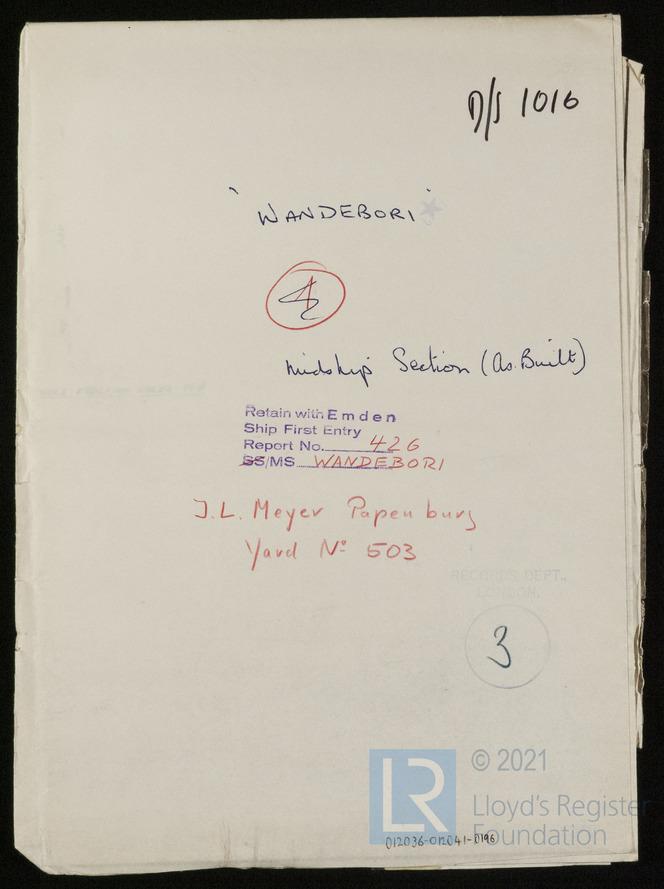 D/S 1016
"WANDEBORI"
Midship Section (As. Built)
Retain with Emden
Ship First Entry
Report No. 426
SS/MS WANDEBORI
J.L. Meyer Papenburg
Yard No 503
RECORDS DEPT.,
LONDON.
3
LR
© 2021
Lloyd's Register
Foundation
012036-012041-0196